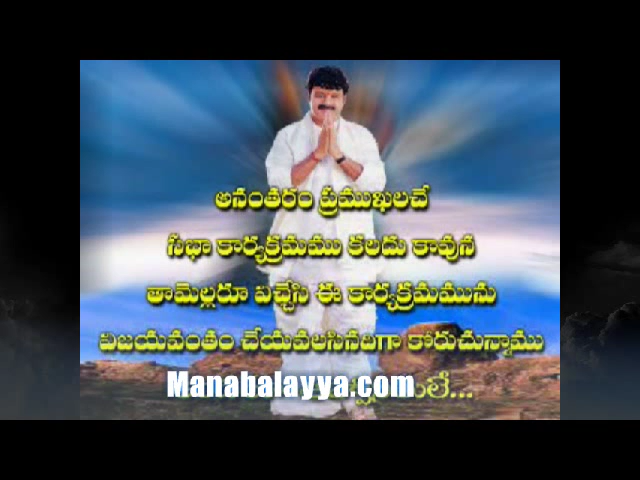 అనంతరం ప్రముఖులచే
సభా కార్యక్రమము కలదు కావున
తామెల్లరూ విచ్చేసి ఈ కార్యక్రమమును
విజయవంతం చేయవలసినదిగా కోరుచున్నాము
Manabalayya.com